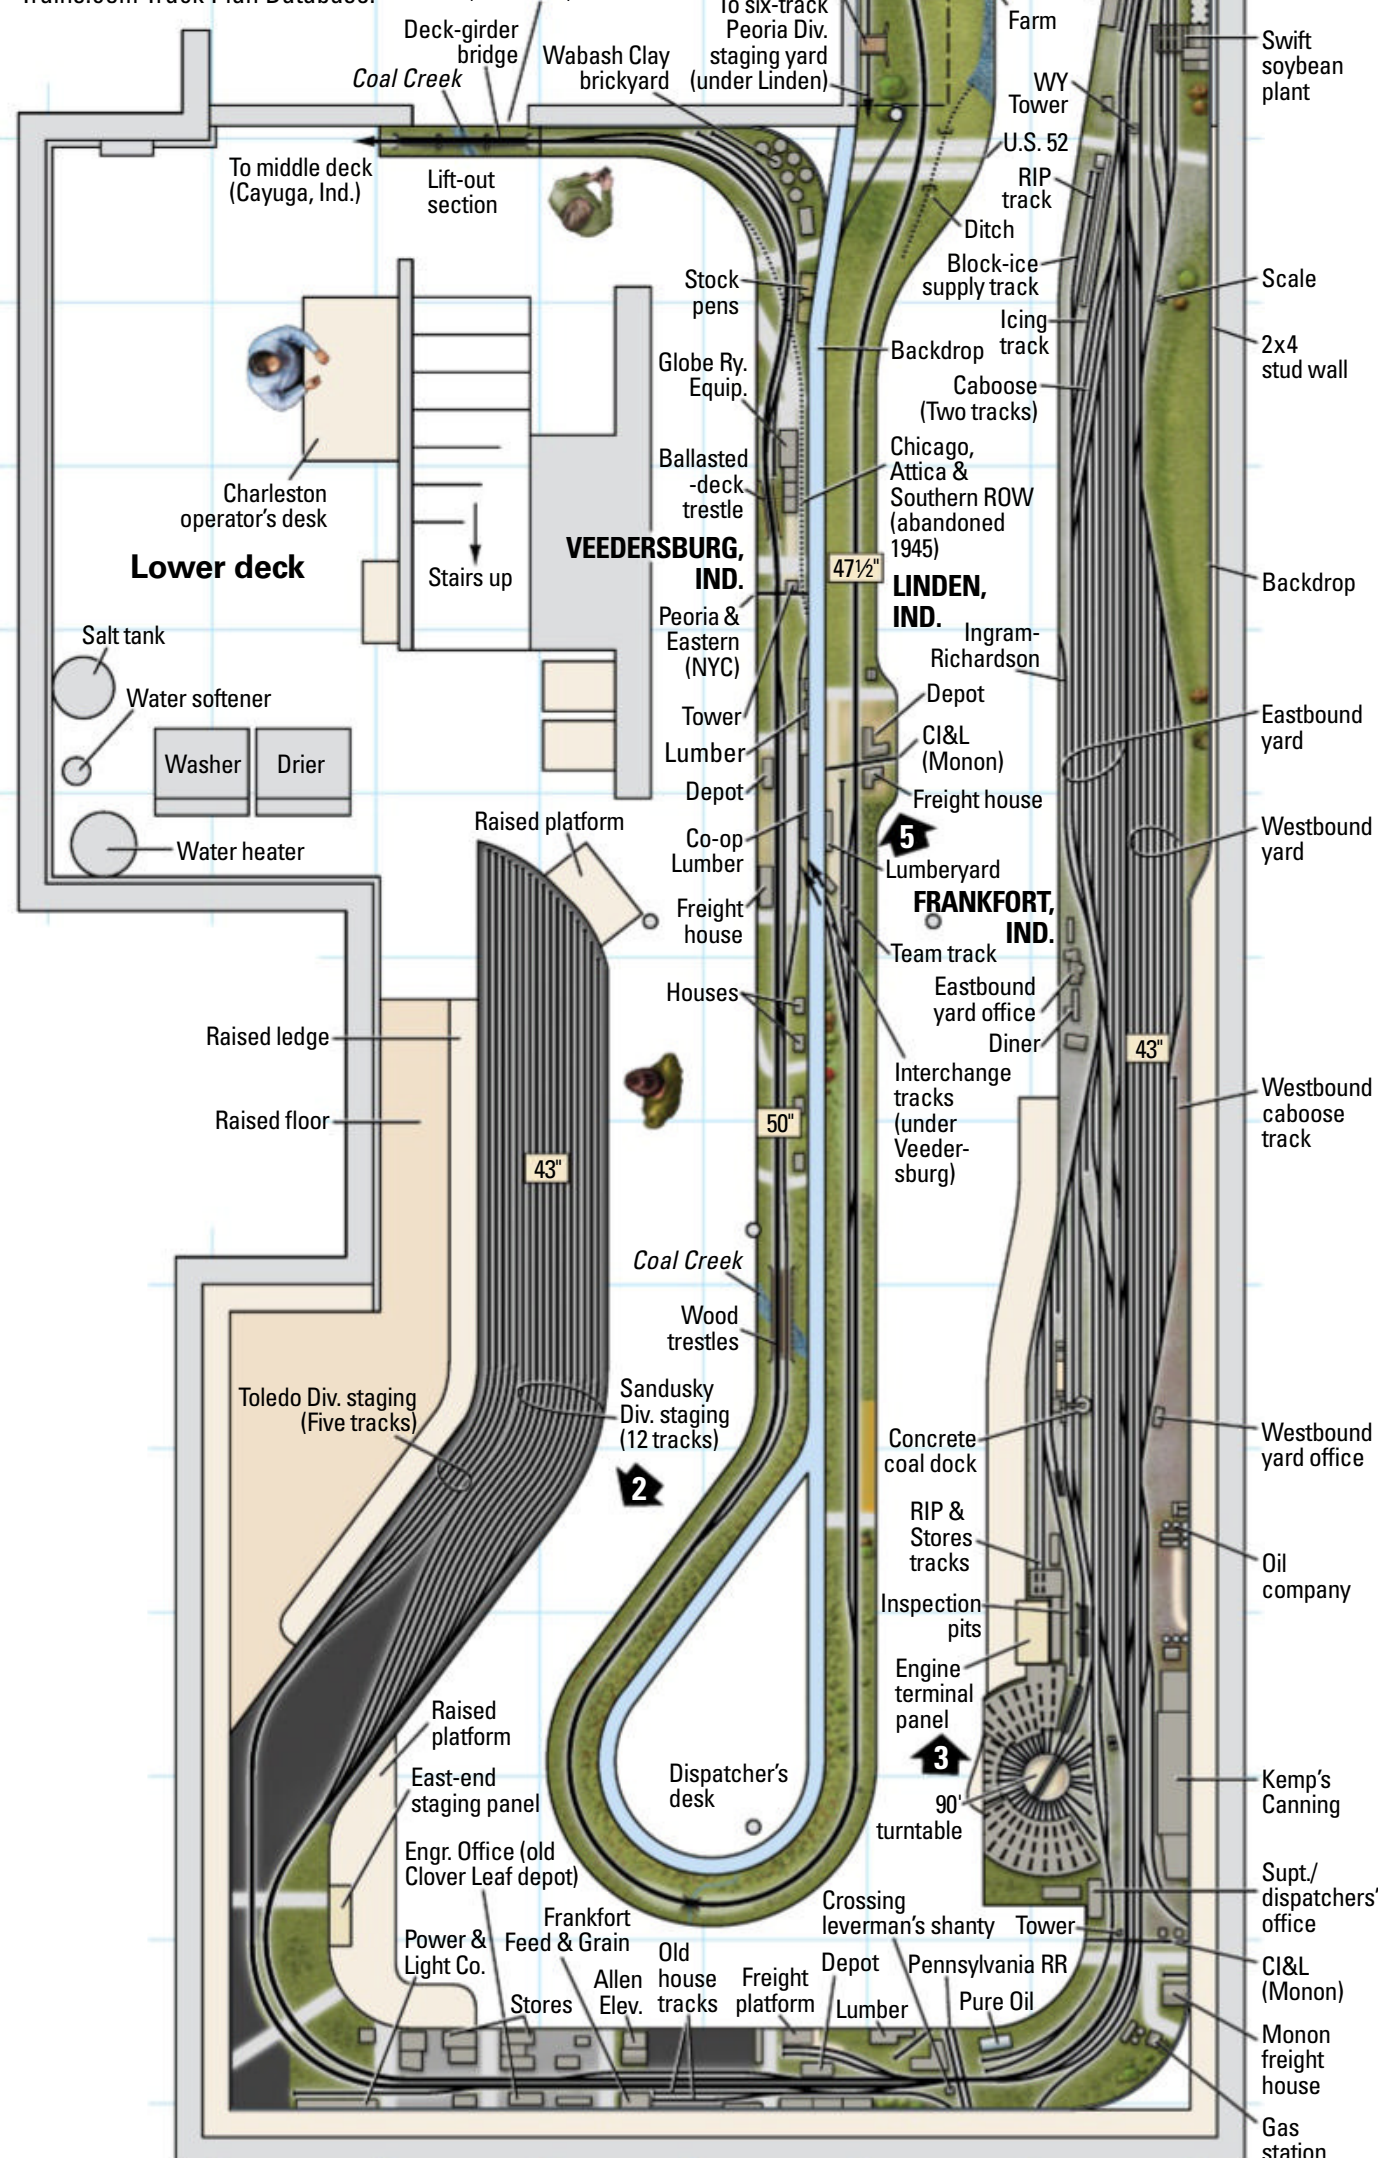 Deck-girder
bridge
Coal Creek
Wabash Clay
brickyard
To six-track
Peoria Div.
staging yard
(under Linden)
Farm
WY
Tower
Swift
soybean
plant
U.S. 52
To middle deck
(Cayuga, Ind.)
Lift-out
section
RIP
track
Ditch
Block-ice
supply track
Scale
Stock
pens
Icing
track
Backdrop
2x4
stud wall
Globe Ry.
Equip.
Caboose
(Two tracks)
Ballasted
-deck
trestle
Chicago,
Attica &
Southern ROW
(abandoned
1945)
Charleston
operator's desk
Lower deck
Stairs up
VEEDERSBURG,
IND.
47½"
LINDEN,
IND.
Backdrop
Peoria &
Eastern
(NYC)
Ingram-
Richardson
Salt tank
Water softener
Washer
Drier
Water heater
Tower
Lumber
Depot
Depot
CI&L
(Monon)
Freight house
Eastbound
yard
Westbound
yard
Raised platform
Co-op
Lumber
5
Lumberyard
FRANKFORT,
IND.
Freight
house
Team track
Houses
Eastbound
yard office
Diner
43"
Raised ledge
Interchange
tracks
(under
Veeder-
sburg)
Westbound
caboose
track
Raised floor
50"
43"
Coal Creek
Wood
trestles
Toledo Div. staging
(Five tracks)
Sandusky
Div. staging
(12 tracks)
2
Concrete
coal dock
Westbound
yard office
RIP &
Stores
tracks
Oil
company
Inspection
pits
Engine
terminal
panel
3
Raised
platform
East-end
staging panel
Dispatcher's
desk
90'
turntable
Kemp's
Canning
Engr. Office (old
Clover Leaf depot)
Supt./
dispatchers'
office
Crossing
leverman's shanty
Tower
Frankfort
Feed & Grain
Power &
Light Co.
Old
house
tracks
Allen
Elev.
Stores
Freight
platform
Depot
Pennsylvania RR
Lumber
Pure Oil
CI&L
(Monon)
Monon
freight
house
Gas
station